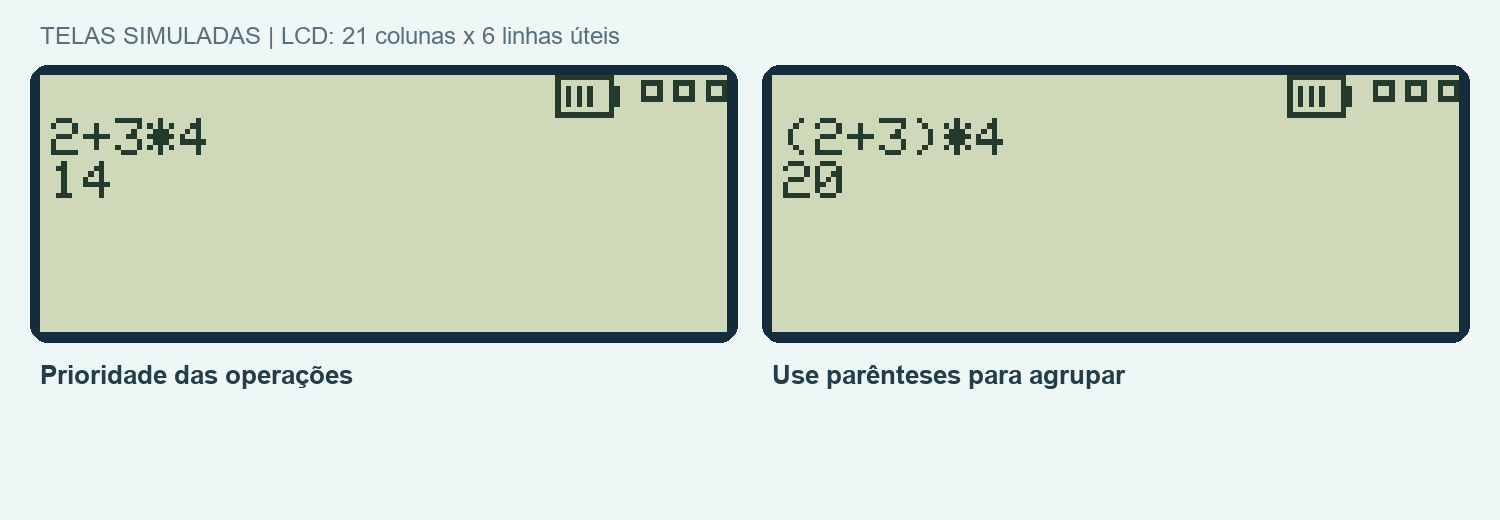 TELAS SIMULADAS | LCD: 21 colunas x 6 linhas úteis
2+3*4
14
Prioridade das operações
(2+3)*4
20
Use parênteses para agrupar